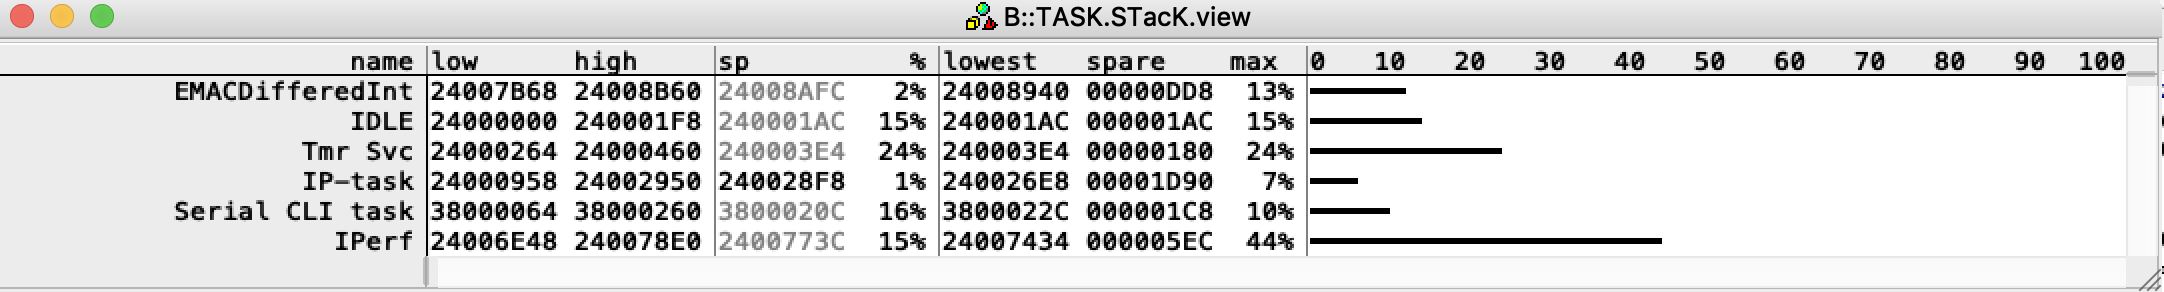 B::TASK.STacK.view
name low high sp % lowest spare max 0 10 20 30 40 50 60 70 80 90 100
EMACDifferedInt 24007B68 24008B60 24008AFC 2% 24008940 00000DD8 13%
IDLE 24000000 240001F8 240001AC 15% 240001AC 000001AC 15%
Tmr Svc 24000264 24000460 240003E4 24% 240003E4 00000180 24%
IP-task 24000958 24002950 240028F8 1% 240026E8 00001D90 7%
Serial CLI task 38000064 38000260 3800020C 16% 3800022C 000001C8 10%
IPerf 24006E48 240078E0 2400773C 15% 24007434 000005EC 44%